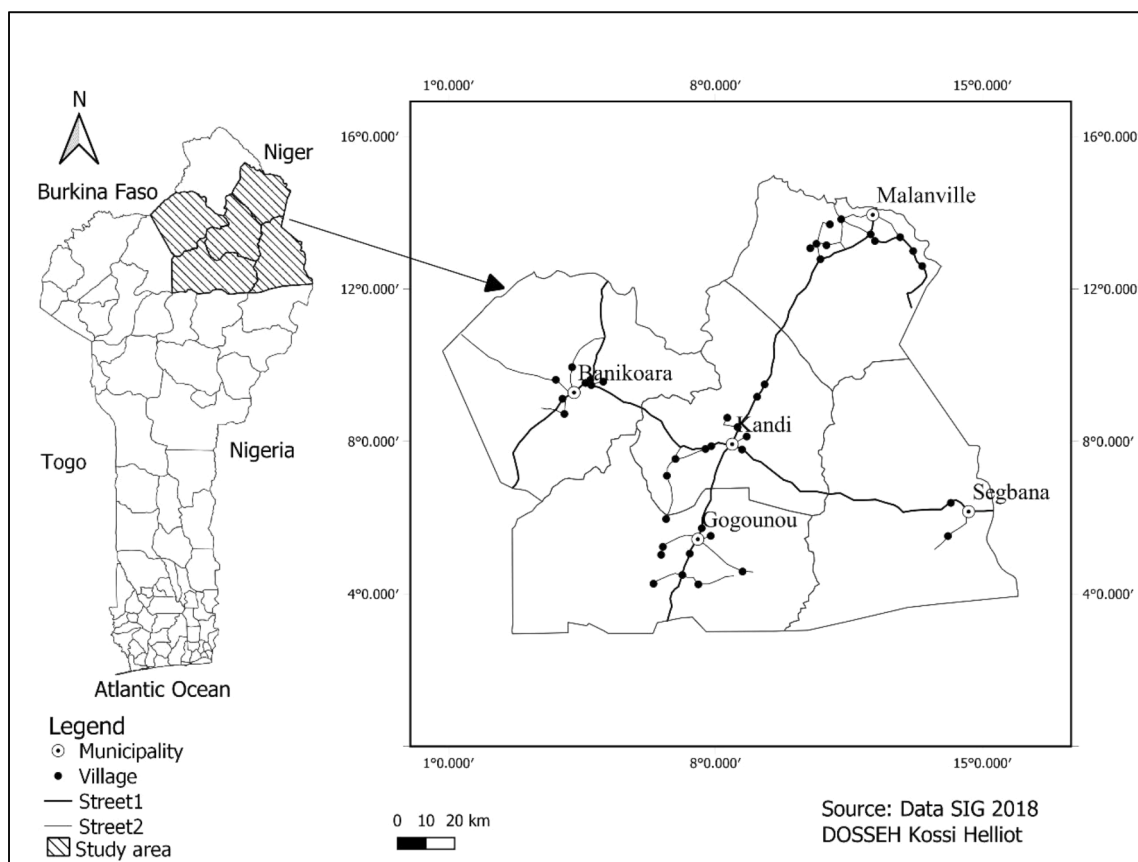 N
Niger
Burkina Faso
Togo
Nigeria
Atlantic Ocean
Legend
Municipality
Village
Street1
Street2
Study area
1°0.000′ 8°0.000′ 15°0.000′
16°0.000′ 16°0.000′
Malanville
12°0.000′ 12°0.000′
Banikoara
Kandi
8°0.000′ 8°0.000′
Segbana
Gogounou
4°0.000′ 4°0.000′
1°0.000′ 8°0.000′ 15°0.000′
0 10 20 km
Source: Data SIG 2018
DOSSEH Kossi Helliot